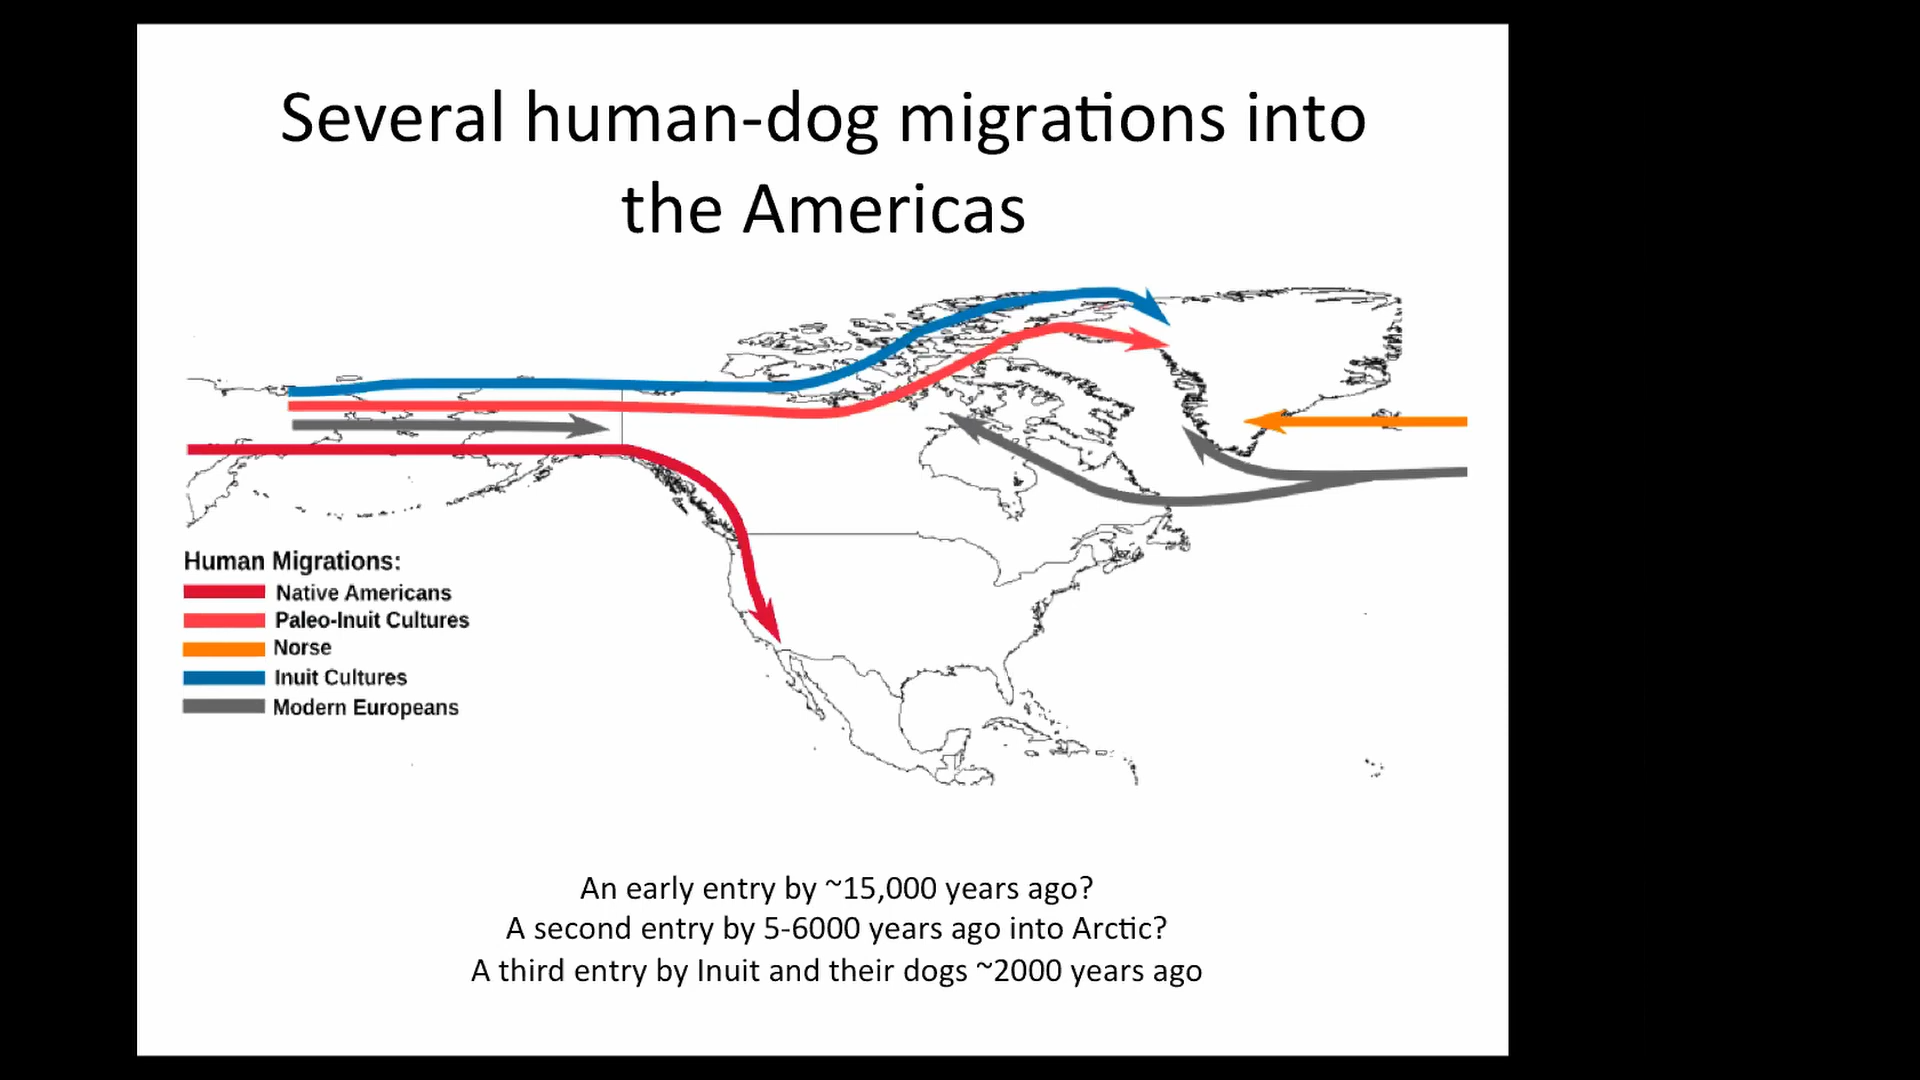 Several human-dog migrations into
the Americas
Human Migrations:
Native Americans
Paleo-Inuit Cultures
Norse
Inuit Cultures
Modern Europeans
An early entry by ~15,000 years ago?
A second entry by 5-6000 years ago into Arctic?
A third entry by Inuit and their dogs ~2000 years ago